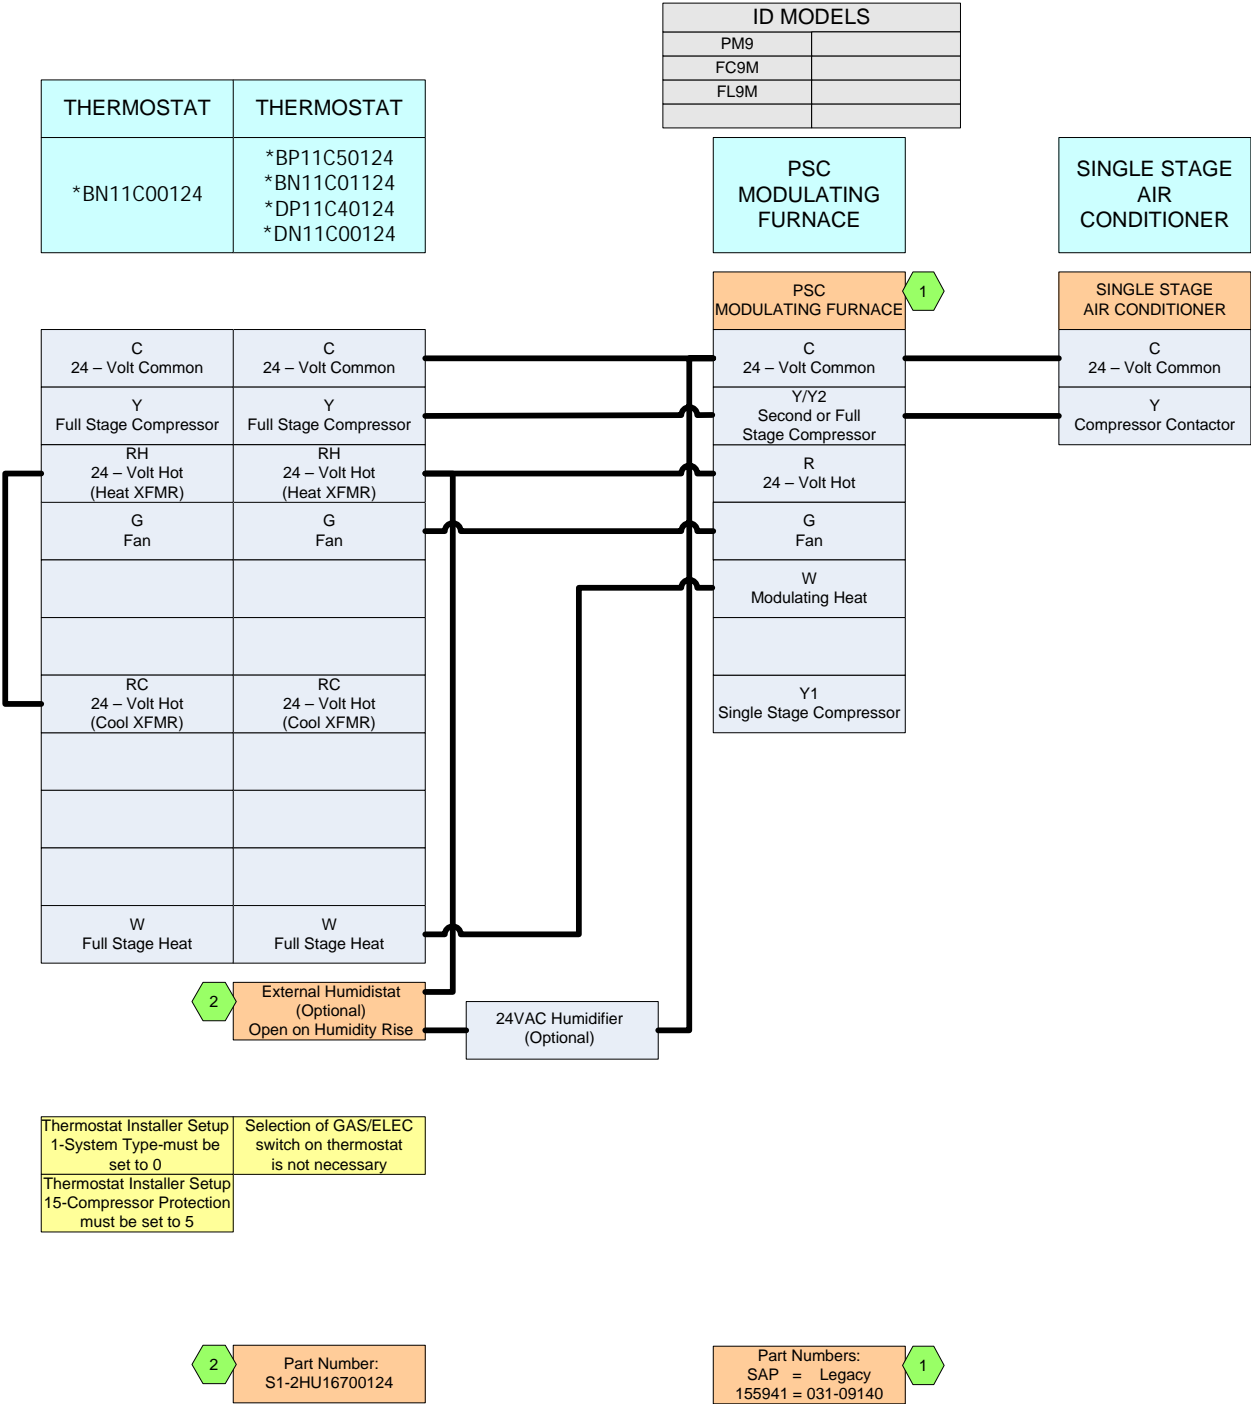 ID MODELS
PM9
FC9M
FL9M
THERMOSTAT
THERMOSTAT
*BN11C00124
*BP11C50124
*BN11C01124
*DP11C40124
*DN11C00124
PSC
MODULATING
FURNACE
SINGLE STAGE
AIR
CONDITIONER
PSC
MODULATING FURNACE
1
SINGLE STAGE
AIR CONDITIONER
C
24 – Volt Common
C
24 – Volt Common
C
24 – Volt Common
C
24 – Volt Common
Y
Full Stage Compressor
Y
Full Stage Compressor
Y/Y2
Second or Full
Stage Compressor
Y
Compressor Contactor
RH
24 – Volt Hot
(Heat XFMR)
RH
24 – Volt Hot
(Heat XFMR)
R
24 – Volt Hot
G
Fan
G
Fan
G
Fan
W
Modulating Heat
RC
24 – Volt Hot
(Cool XFMR)
RC
24 – Volt Hot
(Cool XFMR)
Y1
Single Stage Compressor
W
Full Stage Heat
W
Full Stage Heat
2
External Humidistat
(Optional)
Open on Humidity Rise
24VAC Humidifier
(Optional)
Thermostat Installer Setup
1-System Type-must be
set to 0
Selection of GAS/ELEC
switch on thermostat
is not necessary
Thermostat Installer Setup
15-Compressor Protection
must be set to 5
2
Part Number:
S1-2HU16700124
Part Numbers:
SAP = Legacy
155941 = 031-09140
1